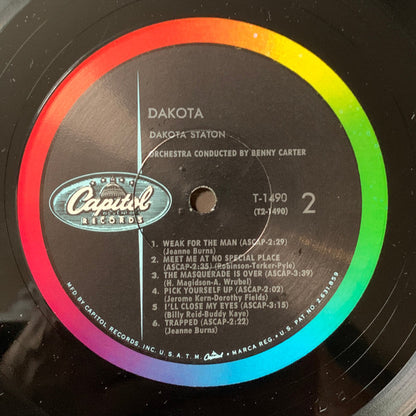 DAKOTA
DAKOTA STATON
ORCHESTRA CONDUCTED BY BENNY CARTER
Capitol
RECORDS
T-1490
(T2-1490)
2
1. WEAK FOR THE MAN (ASCAP-2:29)
(Jeanne Burns)
2. MEET ME AT NO SPECIAL PLACE
(ASCAP-2:35) (Robinson-Terker-Pyle)
3. THE MASQUERADE IS OVER (ASCAP-3:39)
(H. Magidson-A. Wrubel)
4. PICK YOURSELF UP (ASCAP-2:02)
(Jerome Kern-Dorothy Fields)
5. I'LL CLOSE MY EYES (ASCAP-3:15)
(Billy Reid-Buddy Kaye)
6. TRAPPED (ASCAP-2:22)
(Jeanne Burns)
MFD. BY CAPITOL RECORDS, INC. U.S.A. T.M. Capitol MARCA REG. U.S. PAT. NO. 2,631,859